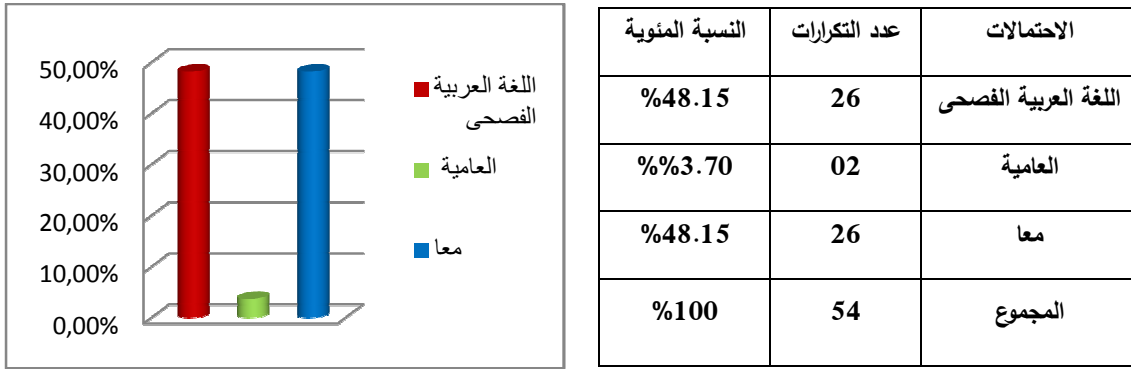 50,00%
40,00%
30,00%
20,00%
10,00%
0,00%
اللغة العربية
الفصحى
العامية
معا
الاحتمالات عدد التكرارات النسبة المئوية
اللغة العربية الفصحى 26 %48.15
العامية 02 %%3.70
معا 26 %48.15
المجموع 54 %100